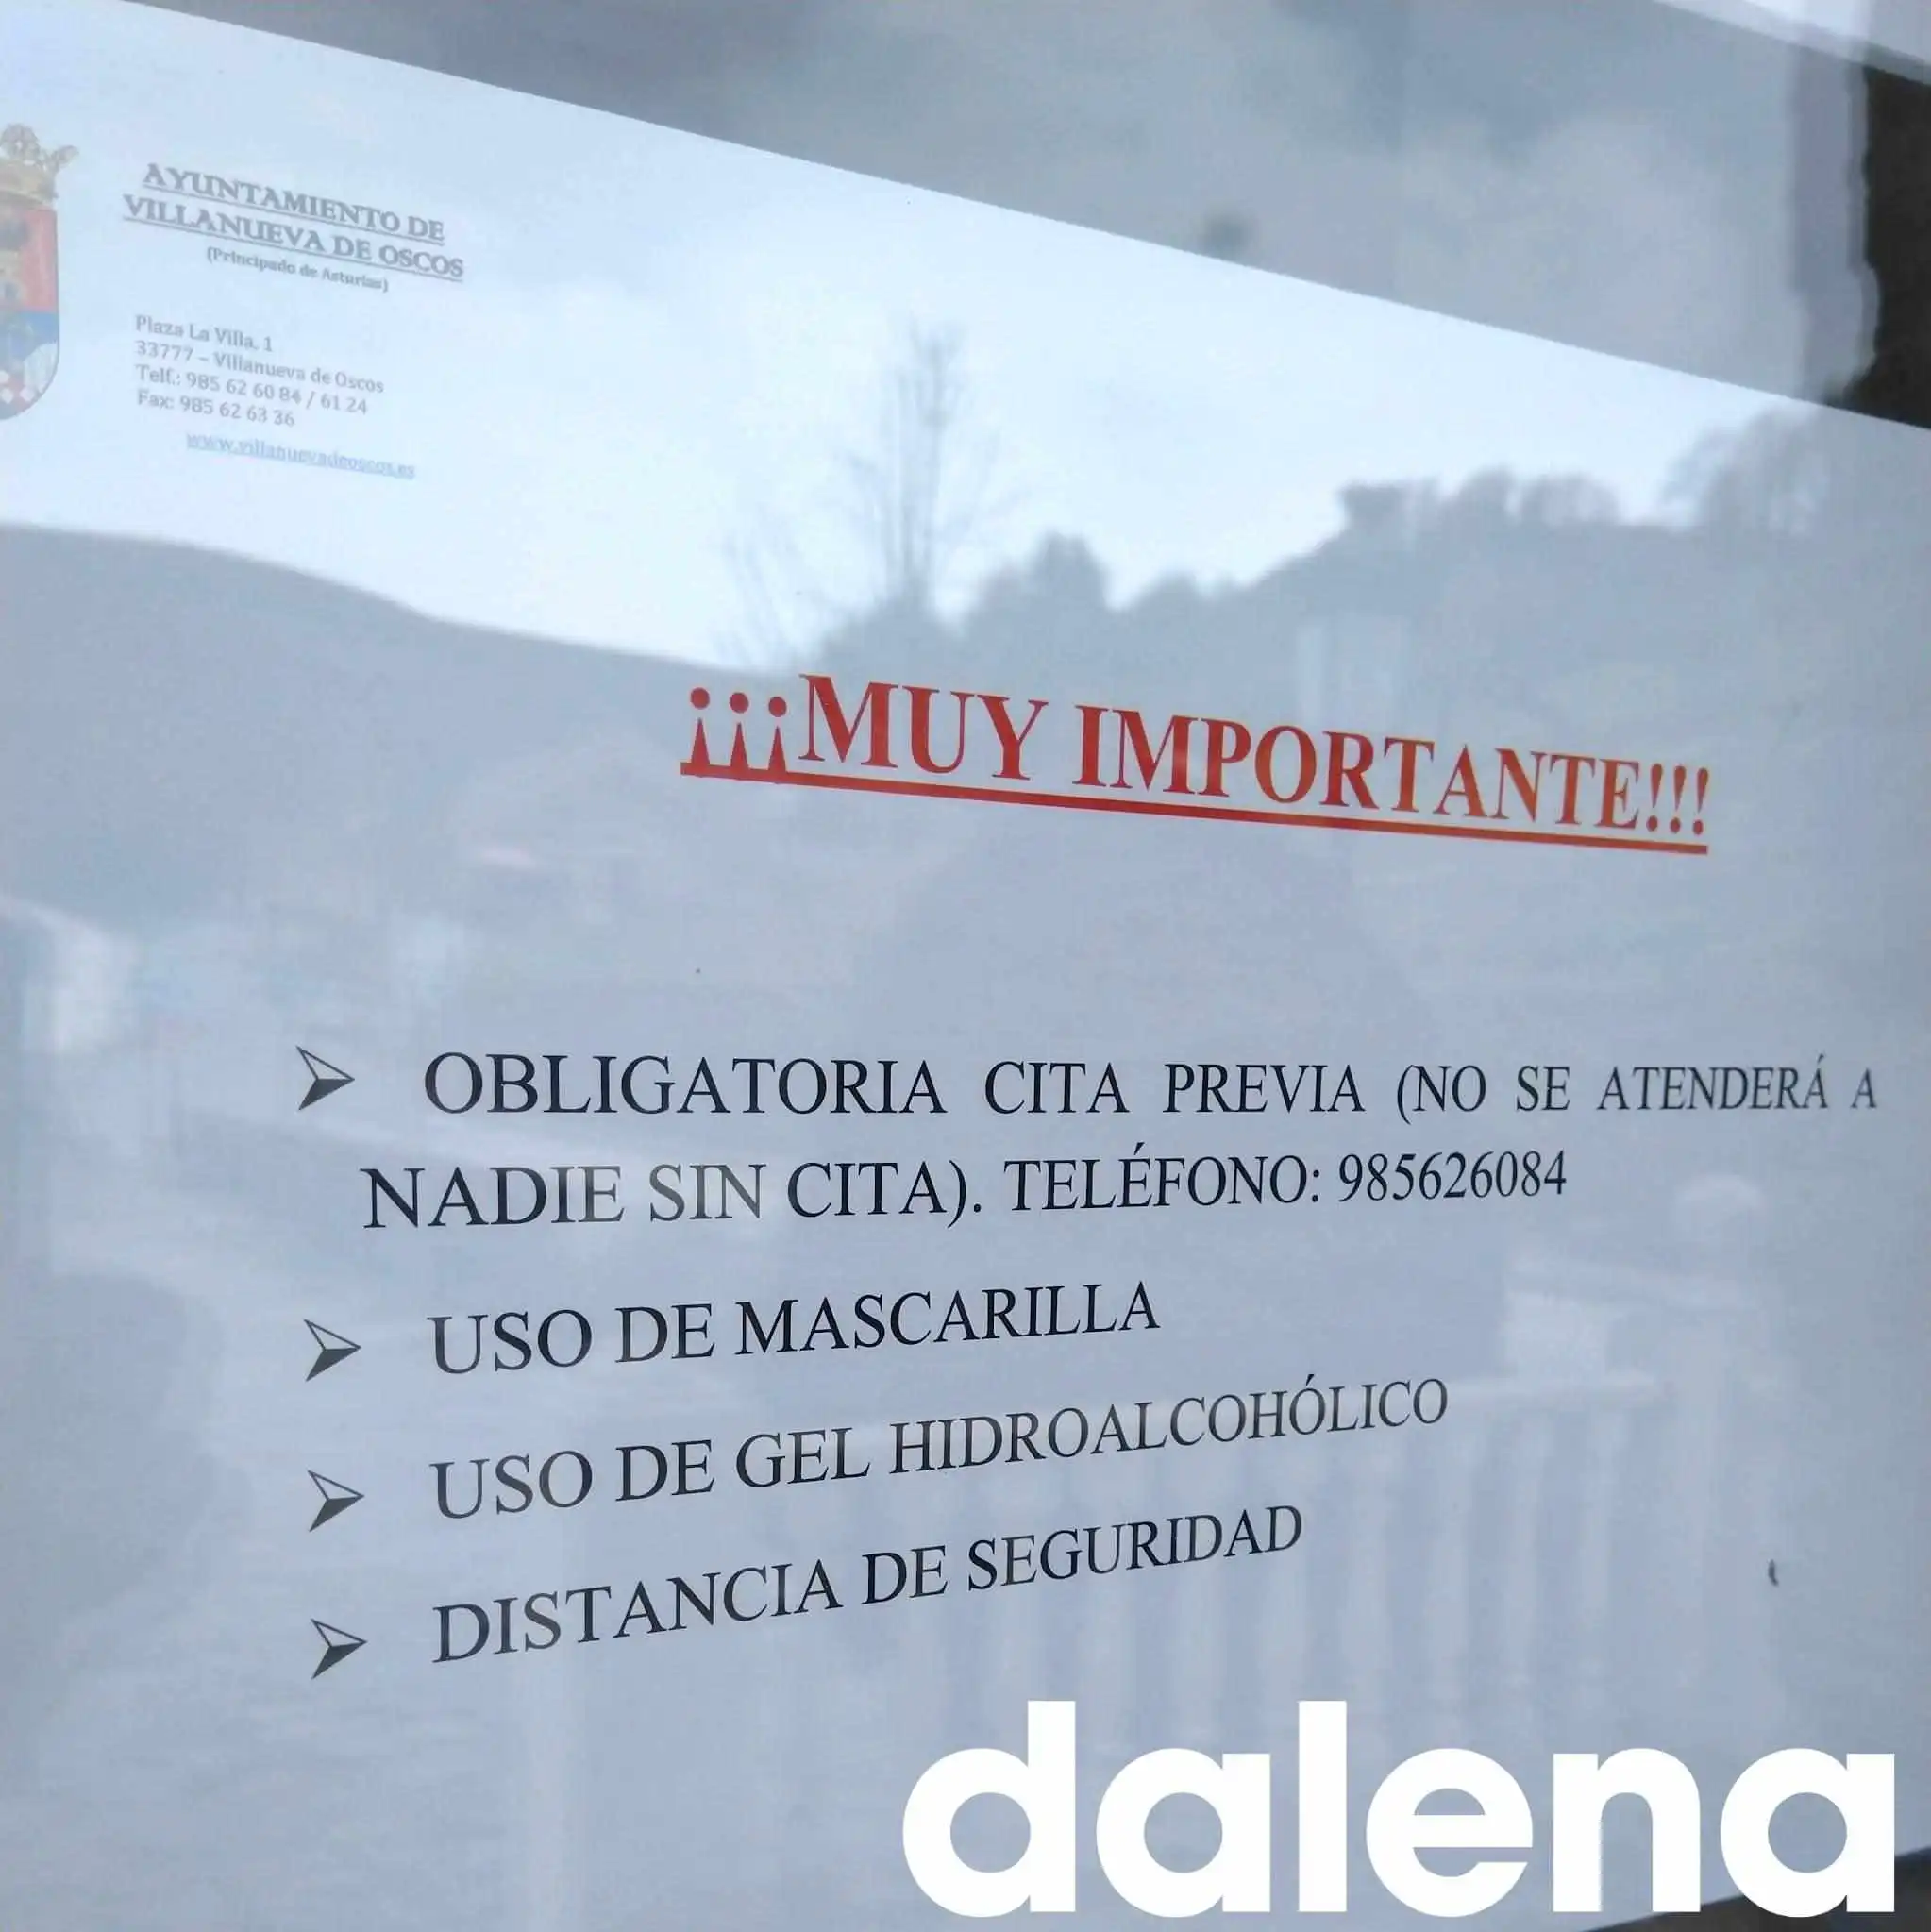 AYUNTAMIENTO DE
VILLANUEVA DE OSCOS
(Principado de Asturias)
Plaza La Villa, 1
33777 – Villanueva de Oscos
Telf.: 985 62 60 84 / 61 24
Fax: 985 62 63 36
www.villanuevadeoscos.es
¡¡¡MUY IMPORTANTE!!!
➢ OBLIGATORIA CITA PREVIA (NO SE ATENDERÁ A
NADIE SIN CITA). TELÉFONO: 985626084
➢ USO DE MASCARILLA
➢ USO DE GEL HIDROALCOHÓLICO
➢ DISTANCIA DE SEGURIDAD
dalena